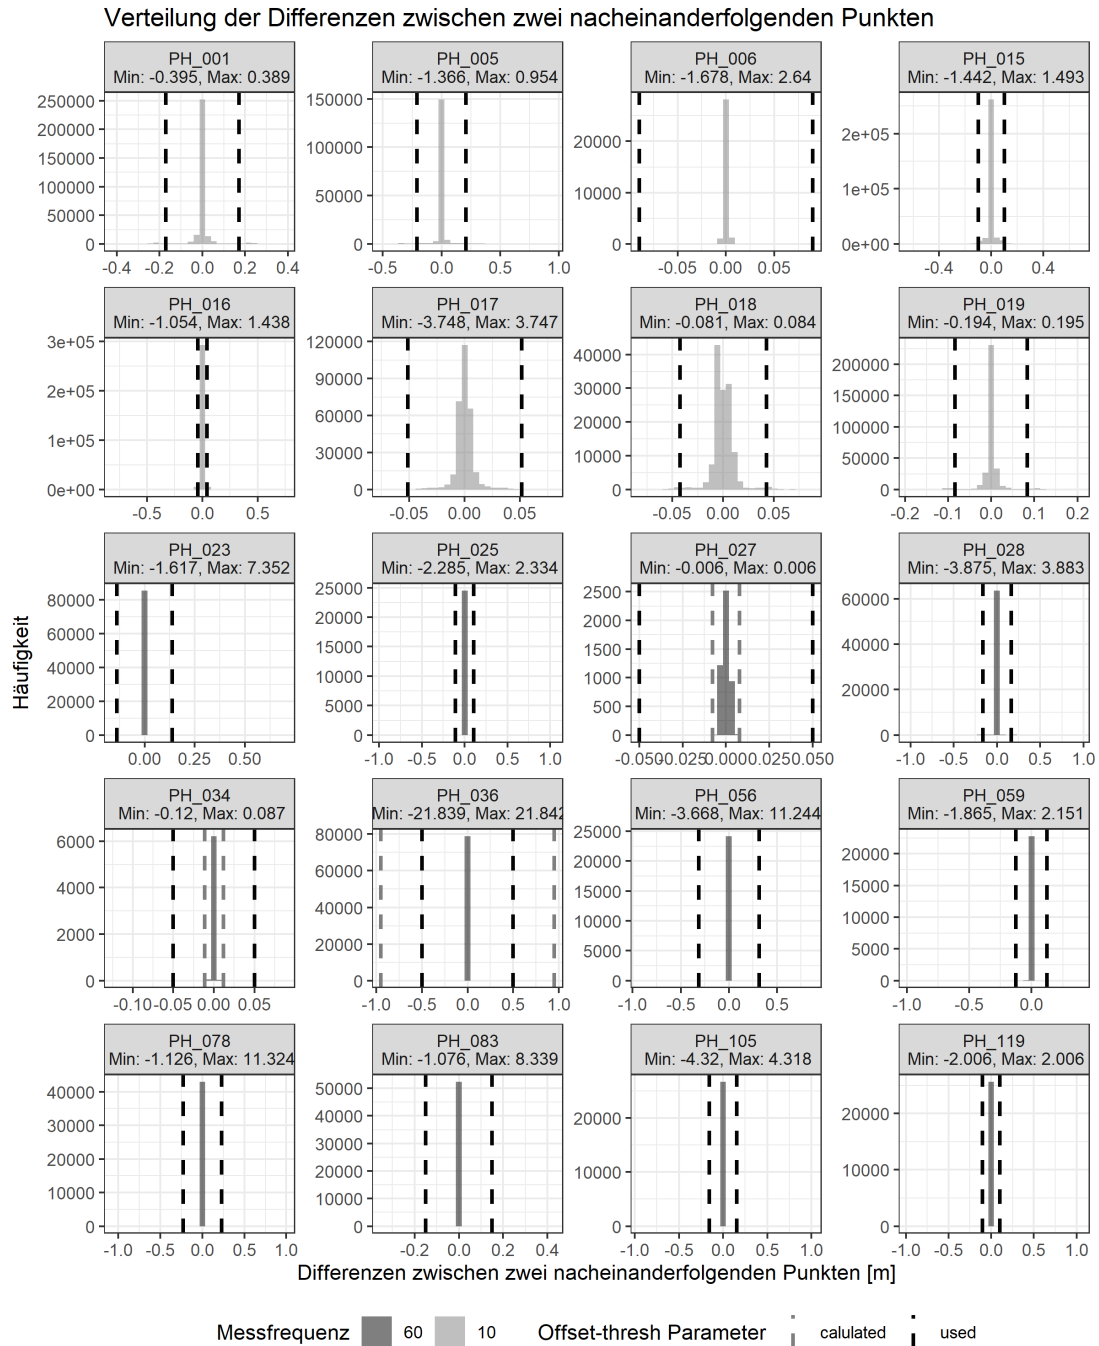 Verteilung der Differenzen zwischen zwei nacheinanderfolgenden Punkten
PH_001
Min: -0.395, Max: 0.389
PH_005
Min: -1.366, Max: 0.954
PH_006
Min: -1.678, Max: 2.64
PH_015
Min: -1.442, Max: 1.493
250000
200000
150000
100000
50000
0
150000
100000
50000
0
20000
10000
0
2e+05
1e+05
0e+00
-0.4 -0.2 0.0 0.2 0.4
-0.5 0.0 0.5 1.0
-0.05 0.00 0.05
-0.4 0.0 0.4
PH_016
Min: -1.054, Max: 1.438
PH_017
Min: -3.748, Max: 3.747
PH_018
Min: -0.081, Max: 0.084
PH_019
Min: -0.194, Max: 0.195
3e+05
2e+05
1e+05
0e+00
120000
90000
60000
30000
0
40000
30000
20000
10000
0
200000
150000
100000
50000
0
-0.5 0.0 0.5
-0.05 0.00 0.05
-0.05 0.00 0.05
-0.2 -0.1 0.0 0.1 0.2
PH_023
Min: -1.617, Max: 7.352
PH_025
Min: -2.285, Max: 2.334
PH_027
Min: -0.006, Max: 0.006
PH_028
Min: -3.875, Max: 3.883
Häufigkeit
80000
60000
40000
20000
0
25000
20000
15000
10000
5000
0
2500
2000
1500
1000
500
0
60000
40000
20000
0
0.00 0.25 0.50
-1.0 -0.5 0.0 0.5 1.0
-0.050 -0.025 0.000 0.025 0.050
-1.0 -0.5 0.0 0.5 1.0
PH_034
Min: -0.12, Max: 0.087
PH_036
Min: -21.839, Max: 21.842
PH_056
Min: -3.668, Max: 11.244
PH_059
Min: -1.865, Max: 2.151
6000
4000
2000
0
80000
60000
40000
20000
0
25000
20000
15000
10000
5000
0
20000
15000
10000
5000
0
-0.10 -0.05 0.00 0.05
-1.0 -0.5 0.0 0.5 1.0
-1.0 -0.5 0.0 0.5 1.0
-1.0 -0.5 0.0
PH_078
Min: -1.126, Max: 11.324
PH_083
Min: -1.076, Max: 8.339
PH_105
Min: -4.32, Max: 4.318
PH_119
Min: -2.006, Max: 2.006
40000
30000
20000
10000
0
50000
40000
30000
20000
10000
0
20000
10000
0
20000
10000
0
-1.0 -0.5 0.0 0.5 1.0
-0.2 0.0 0.2 0.4
-1.0 -0.5 0.0 0.5 1.0
-1.0 -0.5 0.0 0.5 1.0
Differenzen zwischen zwei nacheinanderfolgenden Punkten [m]
Messfrequenz 60 10 Offset-thresh Parameter calulated used